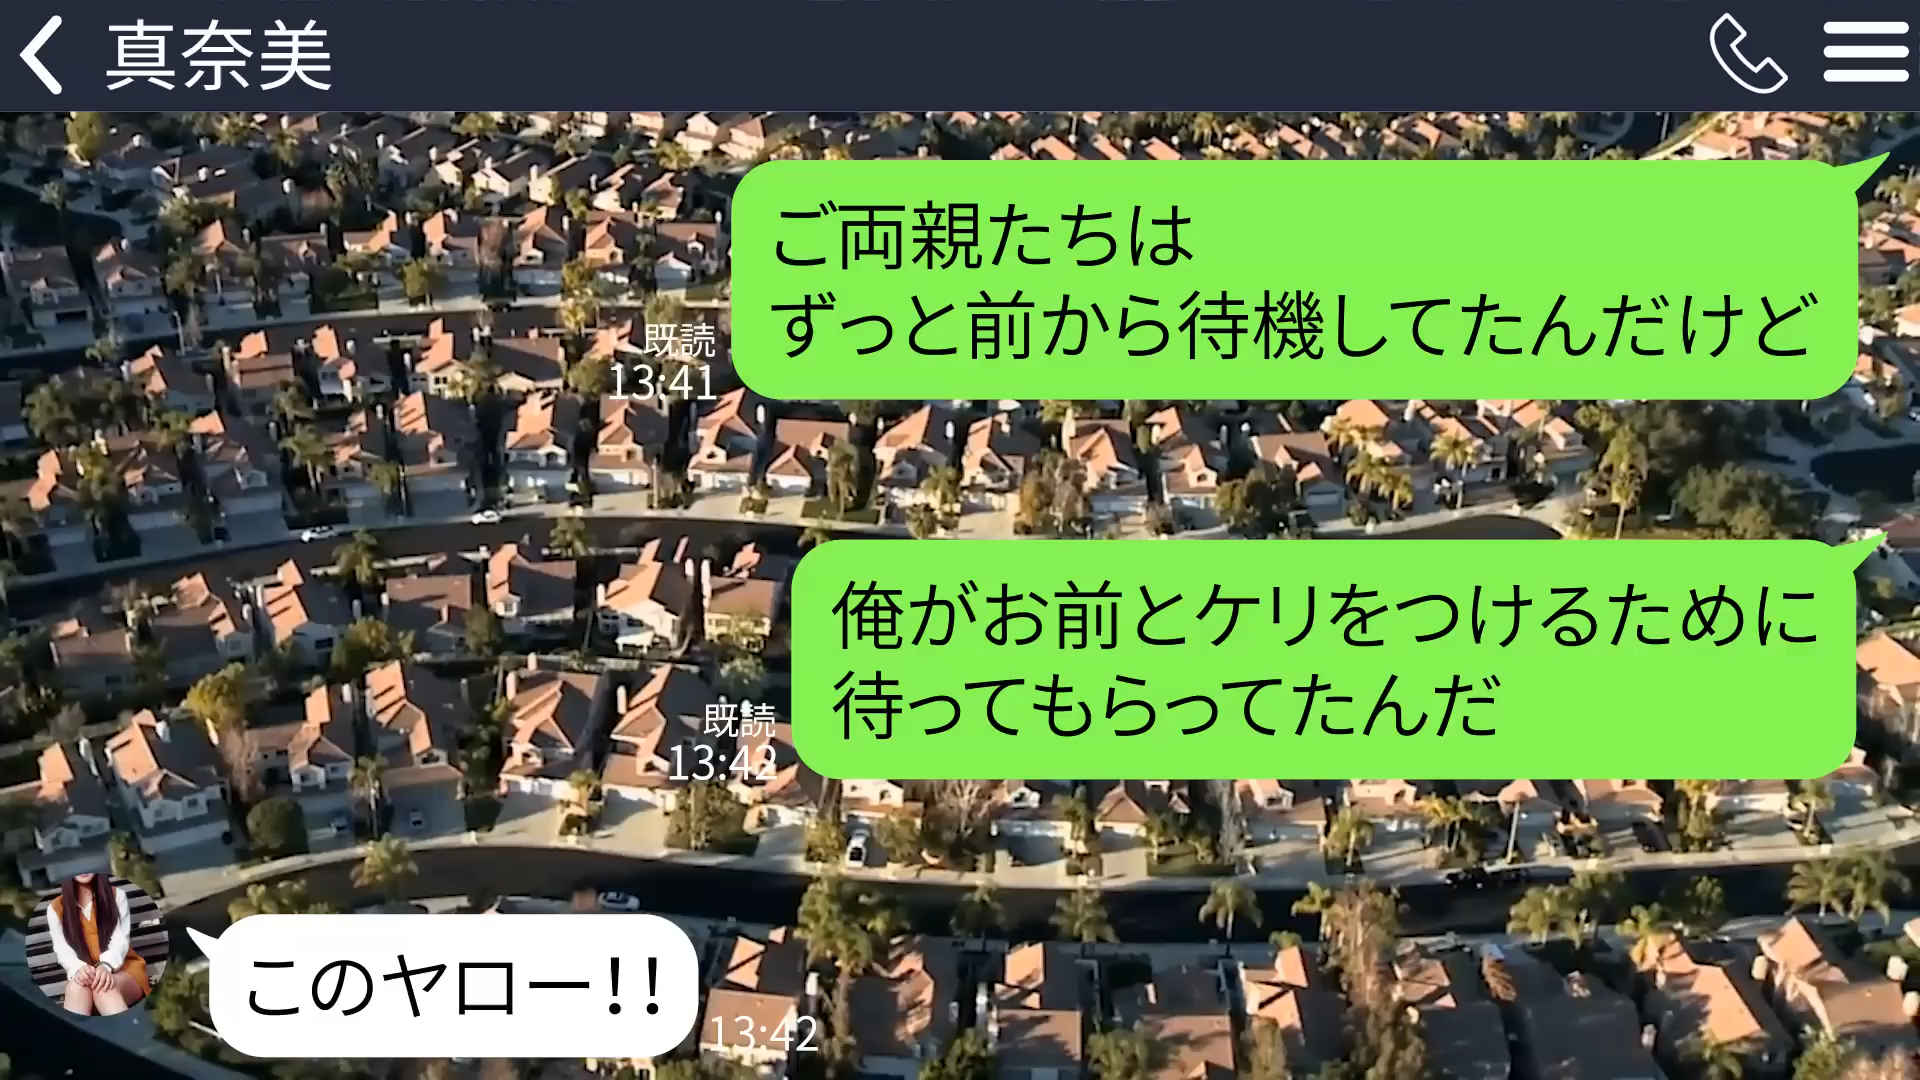 真奈美
ご両親たちは
ずっと前から待機してたんだけど
既読
13:41
俺がお前とケリをつけるために
待ってもらってたんだ
既読
13:42
このヤロー!!
13:42